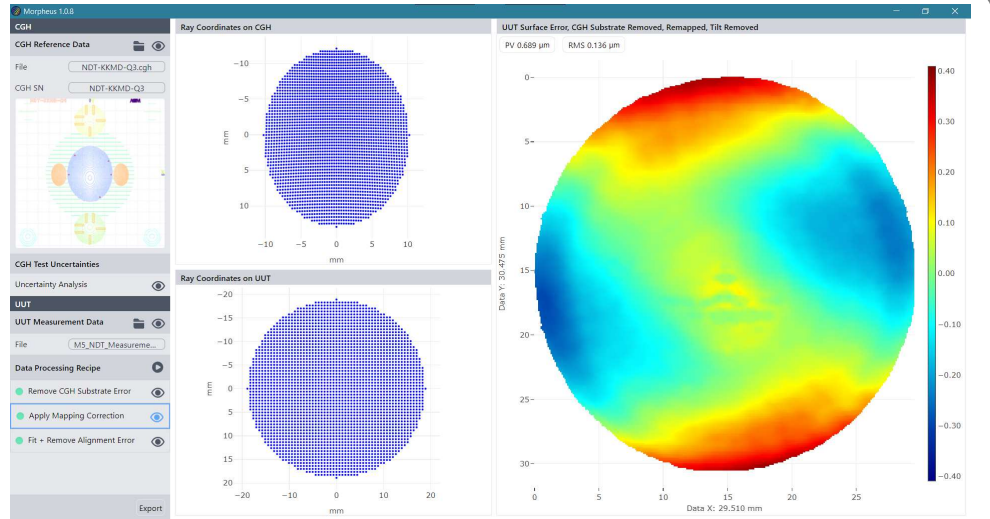 Morpheus 1.0.8
CGH
CGH Reference Data
File NDT-KKMD-Q3.cgh
CGH SN NDT-KKMD-Q3
CGH Test Uncertainties
Uncertainty Analysis
UUT
UUT Measurement Data
File MS_NDT_Measureme...
Data Processing Recipe
Remove CGH Substrate Error
Apply Mapping Correction
Fit + Remove Alignment Error
Export
Ray Coordinates on CGH
−10
−5
0
5
10
mm
−10 −5 0 5 10
mm
Ray Coordinates on UUT
−20
−15
−10
−5
0
5
10
15
20
mm
−20 −10 0 10 20
mm
UUT Surface Error, CGH Substrate Removed, Remapped, Tilt Removed
PV 0.689 µm RMS 0.136 µm
0
5
10
15
20
25
30
Data Y: 30.475 mm
0 5 10 15 20 25
Data X: 29.510 mm
0.40
0.30
0.20
0.10
0.00
−0.10
−0.20
−0.30
−0.40